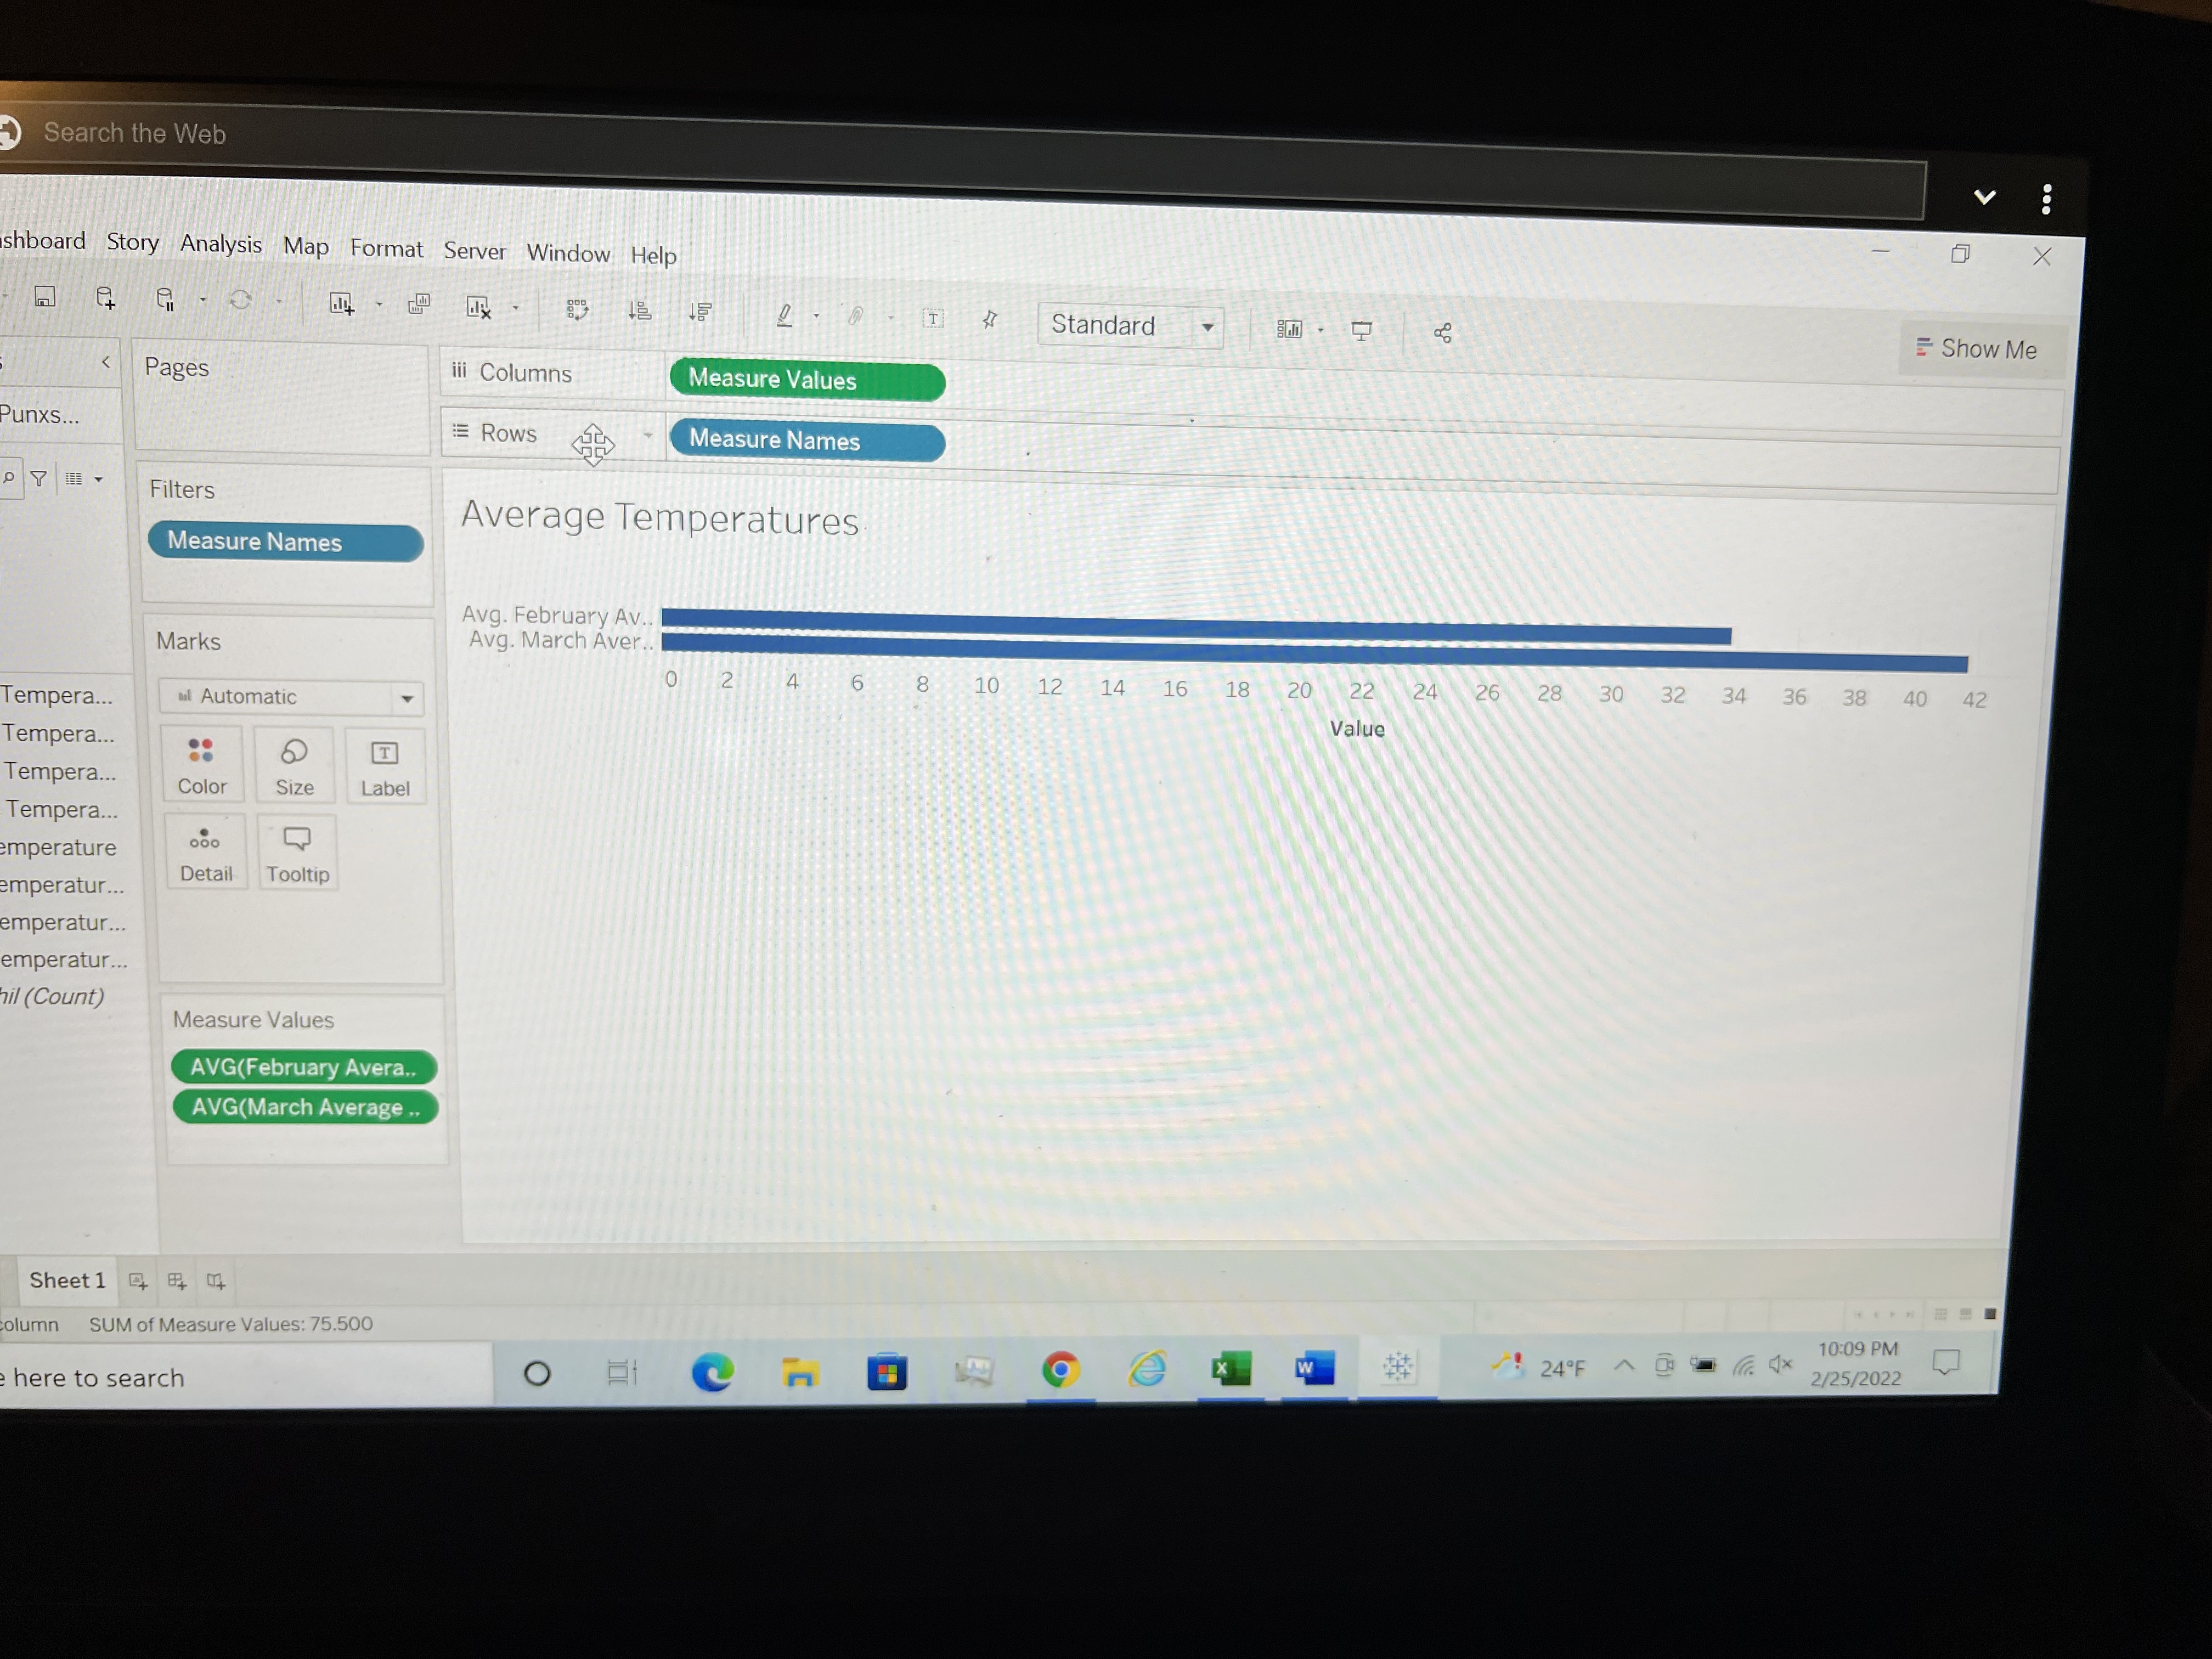 Search the Web
ashboard Story Analysis Map Format Server Window Help
Standard
Show Me
Pages
iii Columns
Measure Values
Punxs...
Rows
Measure Names
Filters
Measure Names
Average Temperatures
Marks
Avg. February Av..
Avg. March Aver..
Automatic
0 2 4 6 8 10 12 14 16 18 20 22 24 26 28 30 32 34 36 38 40 42
Value
Tempera...
Tempera...
Tempera...
Tempera...
emperature
emperatur...
emperatur...
emperatur...
hil (Count)
Color Size Label
Detail Tooltip
Measure Values
AVG(February Avera..
AVG(March Average ..
Sheet 1
column SUM of Measure Values: 75.500
e here to search
24°F
10:09 PM
2/25/2022